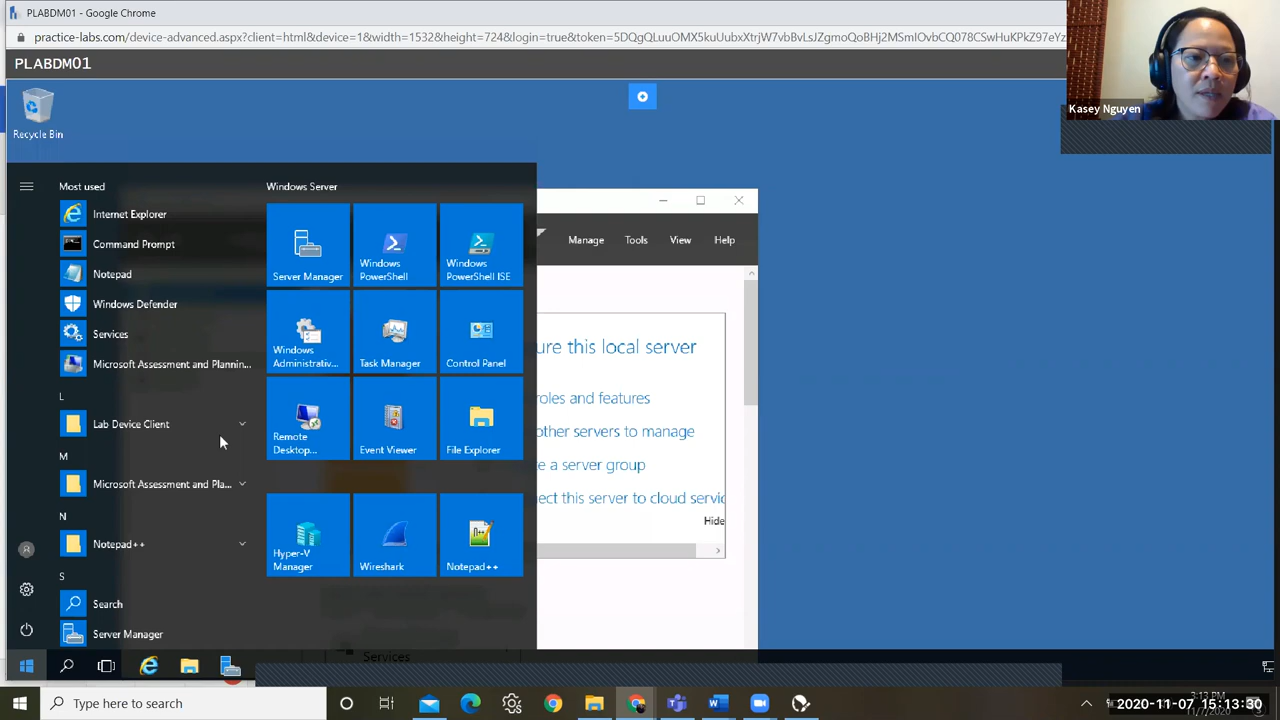 PLABDM01 - Google Chrome
practice-labs.com/device-advanced.aspx?client=html&device=1&width=1532&height=724&login=true&token=5DQgQLuuOMX5kuUubxXtrjW7vbBvLsJZgmoQoBHj2MSmIOvbCQ078CSwHuKPkZ97eYz
PLABDM01
Kasey Nguyen
Recycle Bin
Most used
Internet Explorer
Command Prompt
Notepad
Windows Defender
Services
Microsoft Assessment and Plannin...
L
Lab Device Client
M
Microsoft Assessment and Pla...
N
Notepad++
S
Search
Server Manager
Windows Server
Server Manager
Windows PowerShell
Windows PowerShell ISE
Windows Administrativ...
Task Manager
Control Panel
Remote Desktop...
Event Viewer
File Explorer
Hyper-V Manager
Wireshark
Notepad++
Manage
Tools
View
Help
ure this local server
oles and features
other servers to manage
e a server group
ect this server to cloud servic
Hide
Services
Type here to search
3:13 PM
2020-11-07 15:13:30